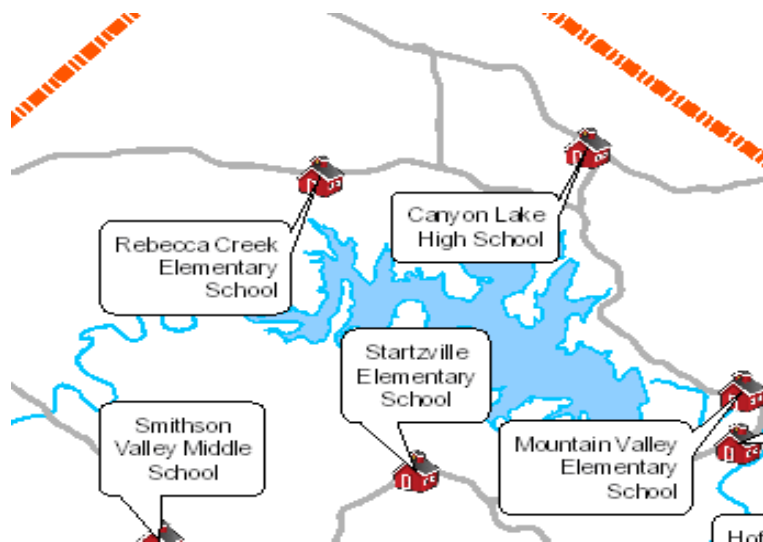 Canyon Lake
High School
Rebecca Creek
Elementary
School
Startzville
Elementary
School
Smithson
Valley Middle
School
Mountain Valley
Elementary
School